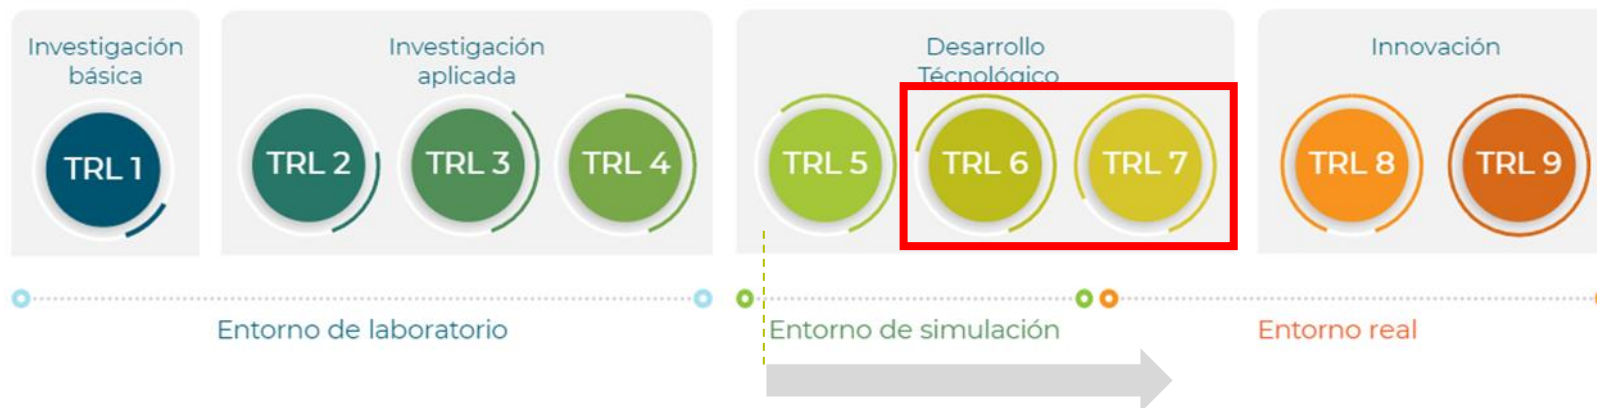 Investigación
básica
Investigación
aplicada
Desarrollo
Técnológico
Innovación
TRL 1
TRL 2
TRL 3
TRL 4
TRL 5
TRL 6
TRL 7
TRL 8
TRL 9
Entorno de laboratorio
Entorno de simulación
Entorno real